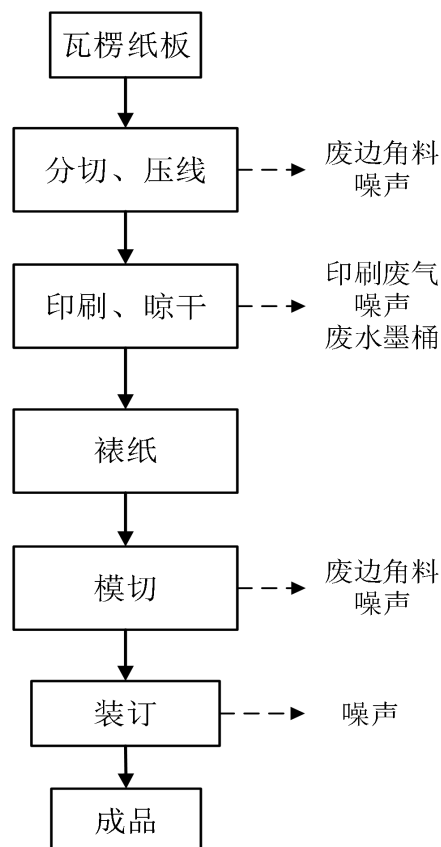 瓦楞纸板
分切、压线
废边角料
噪声
印刷、晾干
印刷废气
噪声
废水墨桶
裱纸
模切
废边角料
噪声
装订
噪声
成品